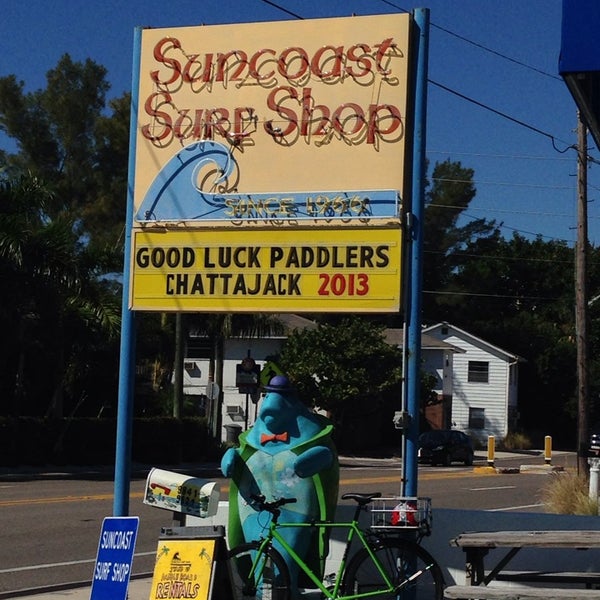 Suncoast
Surf Shop
SINCE 1966
GOOD LUCK PADDLERS
CHATTAJACK 2013
SUNCOAST
SURF SHOP
RENTALS